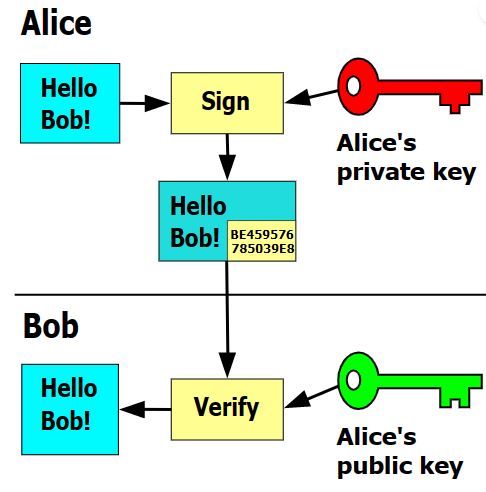 Alice
Hello
Bob!
Sign
Alice's
private key
Hello
Bob!
BE459576
785039E8
Bob
Hello
Bob!
Verify
Alice's
public key